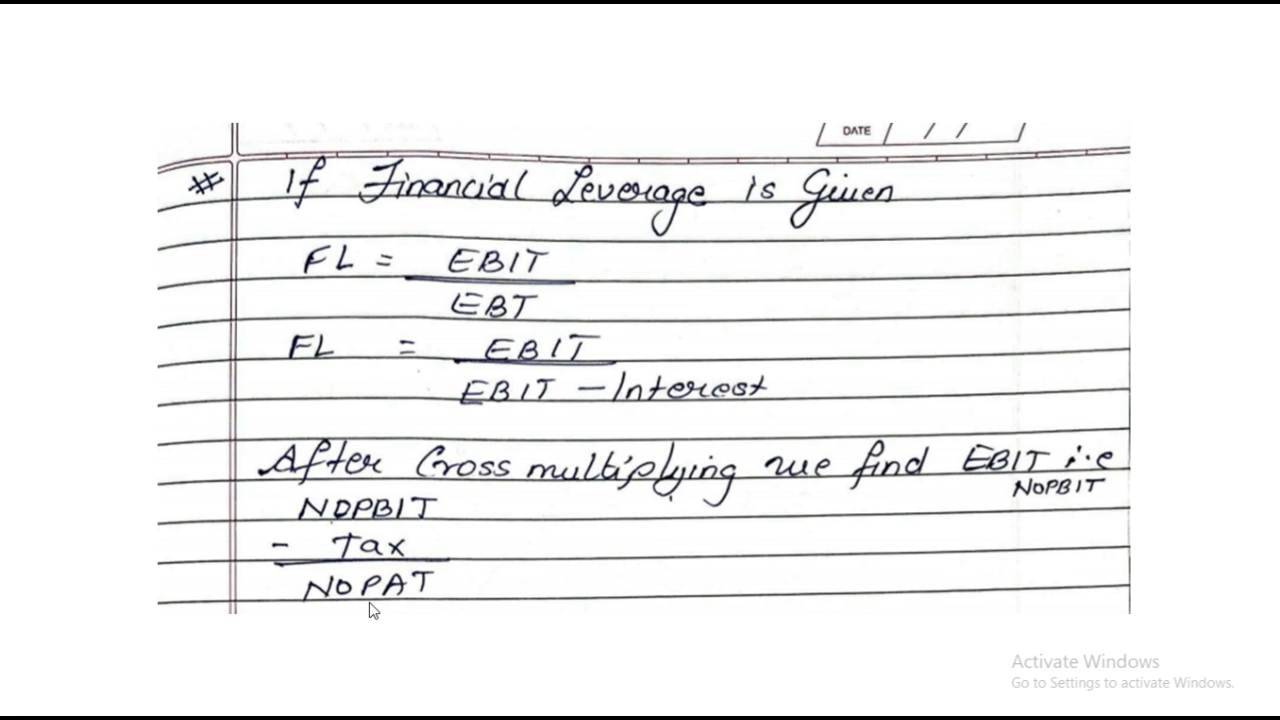 DATE / /
# If Financial Leverage is Given
FL = EBIT
EBT
FL = EBIT
EBIT - Interest
After Cross multiplying we find EBIT i.e
NOPBIT
NOPBIT
- Tax
NOPAT
Activate Windows
Go to Settings to activate Windows.